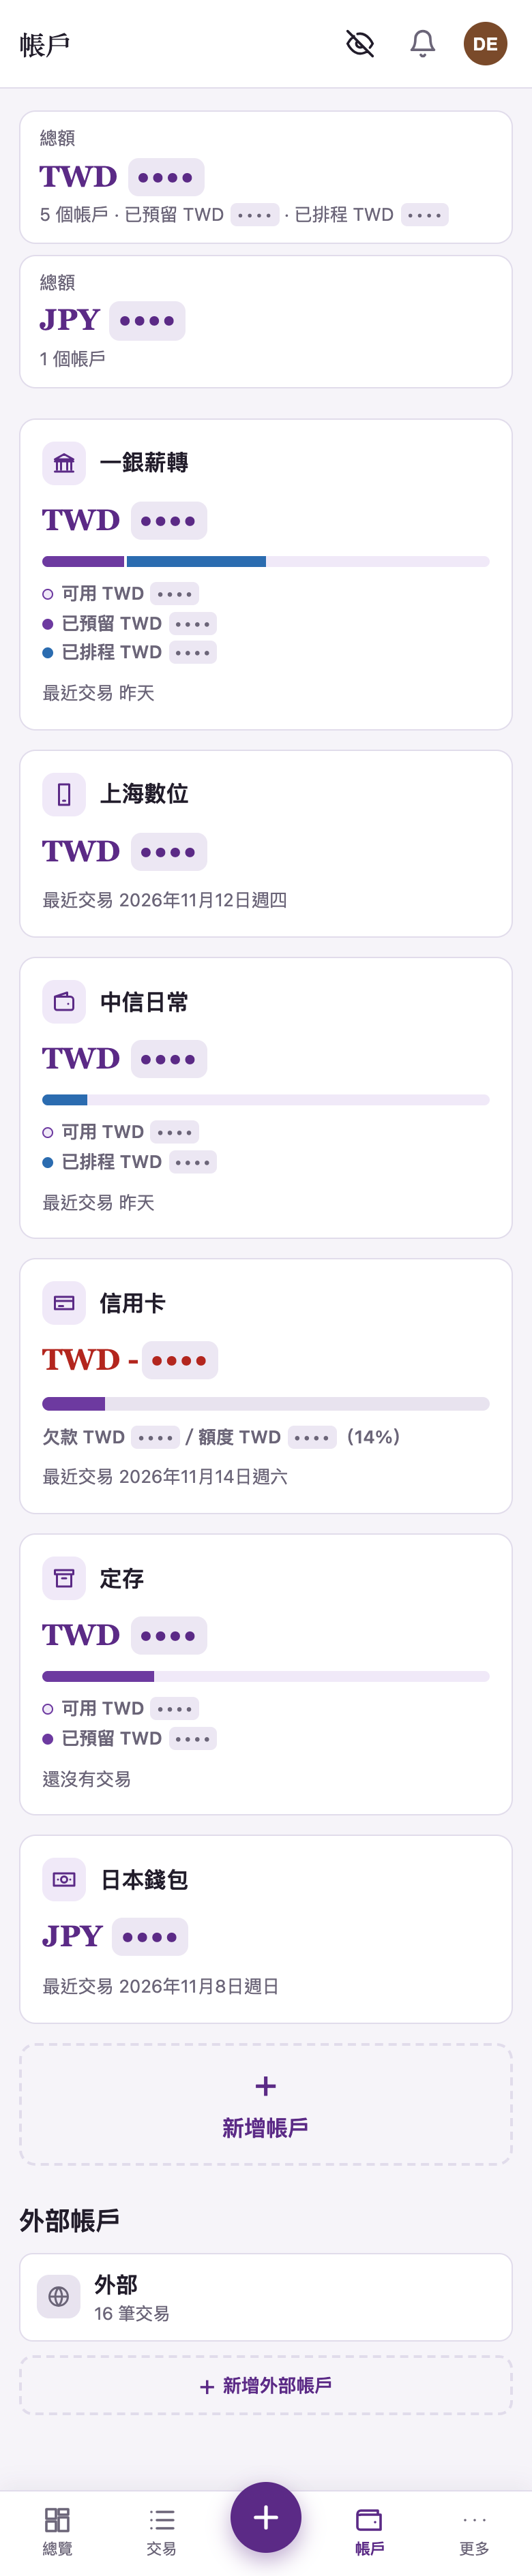 帳戶
DE
總額
TWD ••••
5 個帳戶 · 已預留 TWD •••• · 已排程 TWD ••••
總額
JPY ••••
1 個帳戶
一銀薪轉
TWD ••••
可用 TWD ••••
已預留 TWD ••••
已排程 TWD ••••
最近交易 昨天
上海數位
TWD ••••
最近交易 2026年11月12日週四
中信日常
TWD ••••
可用 TWD ••••
已排程 TWD ••••
最近交易 昨天
信用卡
TWD -••••
欠款 TWD •••• / 額度 TWD •••• (14%)
最近交易 2026年11月14日週六
定存
TWD ••••
可用 TWD ••••
已預留 TWD ••••
還沒有交易
日本錢包
JPY ••••
最近交易 2026年11月8日週日
+
新增帳戶
外部帳戶
外部
16 筆交易
+ 新增外部帳戶
總覽
交易
帳戶
更多